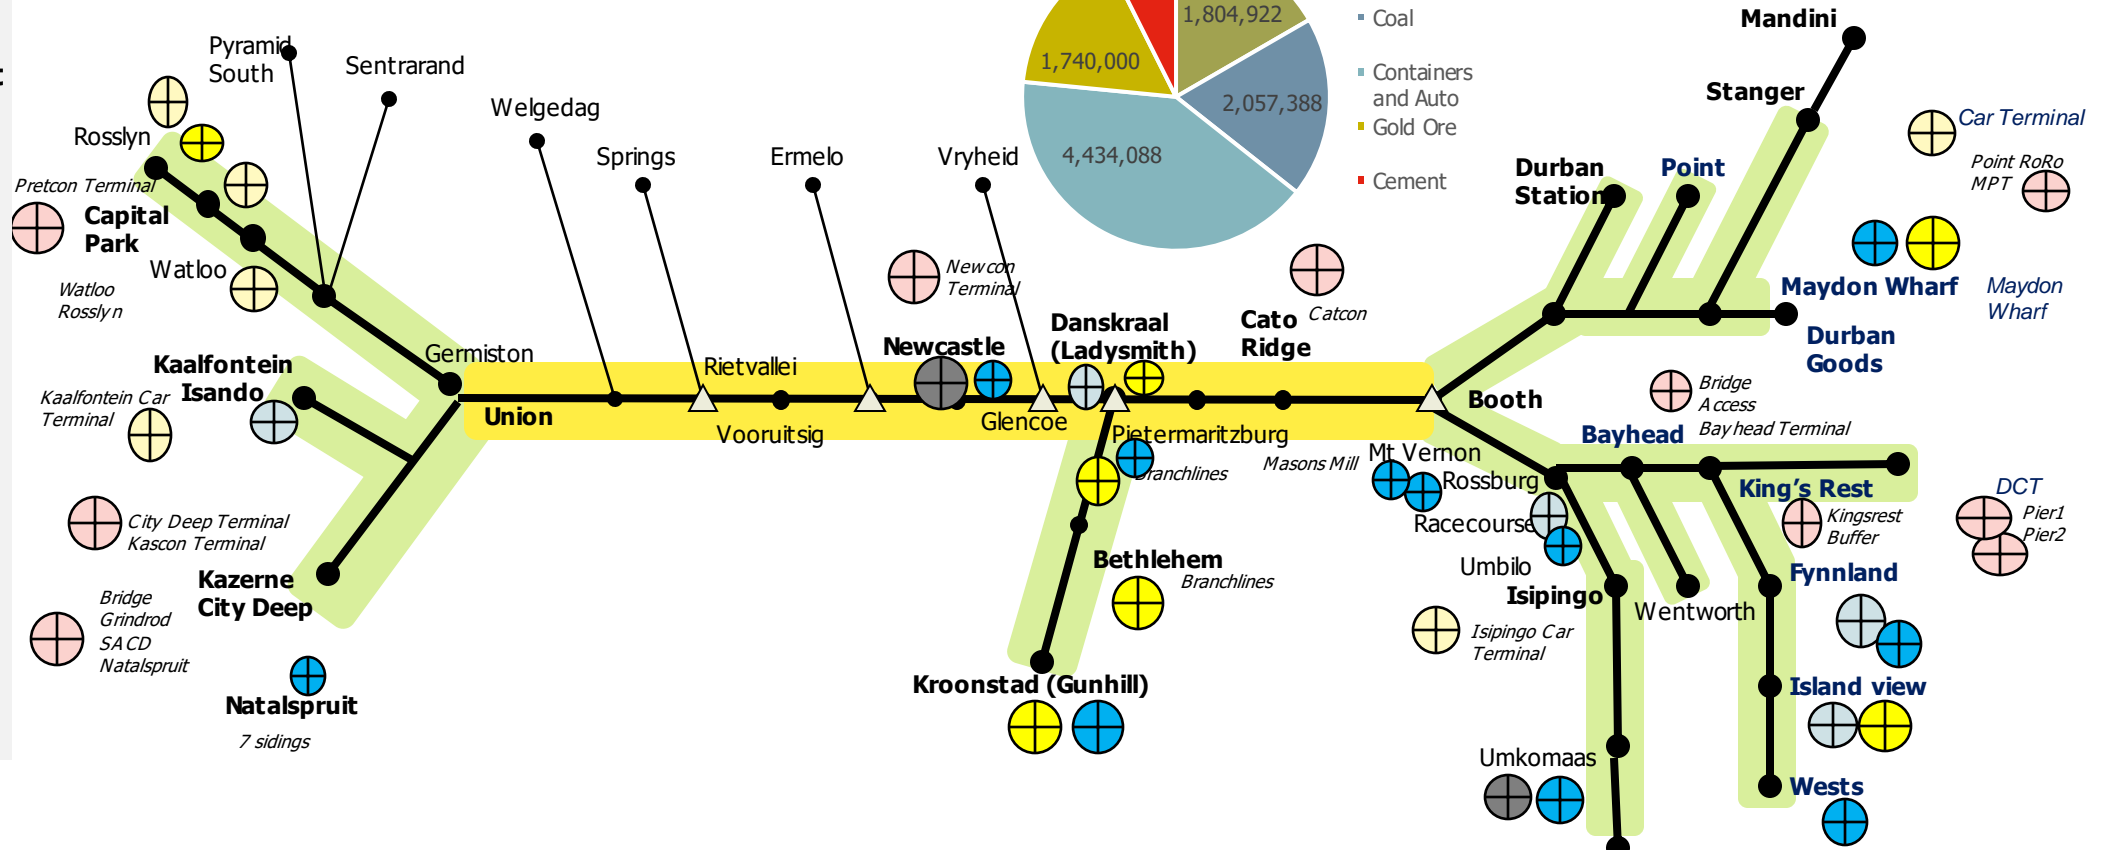 Pyramid
South
Sentrarand
Welgedag
Springs
Ermelo
Vryheid
1,804,922
2,057,388
4,434,088
1,740,000
Coal
Containers
and Auto
Gold Ore
Cement
Mandini
Stanger
Durban
Station
Point
Car Terminal
Point RoRo
MPT
Maydon Wharf
Maydon
Wharf
Durban
Goods
Rosslyn
Pretcon Terminal
Capital
Park
Watloo
Watloo
Rosslyn
Germiston
Kaalfontein
Isando
Kaalfontein Car
Terminal
City Deep Terminal
Kascon Terminal
Kazerne
City Deep
Bridge
Grindrod
SACD
Natalspruit
Natalspruit
7 sidings
Union
Rietvallei
Vooruitsig
Newcon
Terminal
Newcastle
Glencoe
Danskraal
(Ladysmith)
Cato
Ridge
Catcon
Pietermaritzburg
Branchlines
Masons Mill
Bethlehem
Branchlines
Kroonstad (Gunhill)
Booth
Bridge
Access
Bayhead Terminal
Bayhead
Mt Vernon
Rossburg
Racecourse
Umbilo
Isipingo
Isipingo Car
Terminal
Wentworth
King’s Rest
Kingsrest
Buffer
DCT
Pier1
Pier2
Fynnland
Island view
Wests
Umkomaas